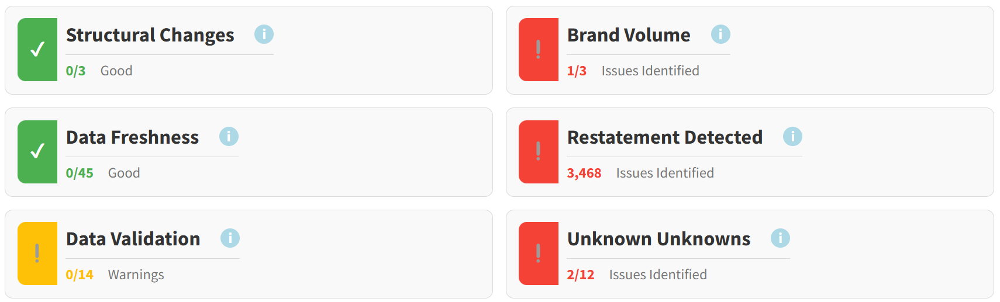 Structural Changes
0/3 Good
Brand Volume
1/3 Issues Identified
Data Freshness
0/45 Good
Restatement Detected
3,468 Issues Identified
Data Validation
0/14 Warnings
Unknown Unknowns
2/12 Issues Identified